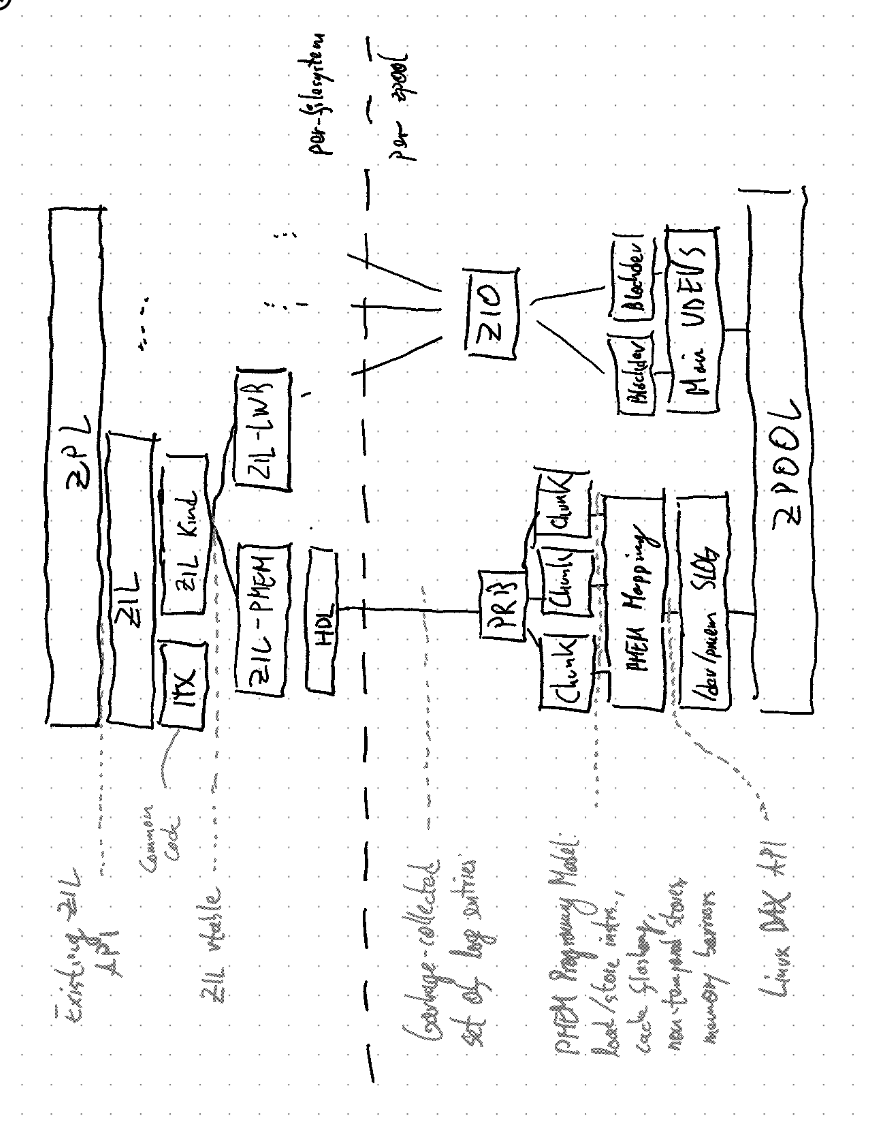 Existing ZIL
API
Common
Code
ZIL vtable
Garbage-collected
set of log entries
PMEM Programming Model:
load/store instrs.,
cache flushing,
non-temporal stores,
memory barriers
Linux DAX API
ZPL
ZIL
ITX
ZIL Kind
....
ZIL-PMEM
ZIL-LWB
HDL
per-filesystem
per zpool
PRB
ZIO
Chunk
Chunk
Chunk
Blockdev
Blockdev
PMEM Mapping
Main VDEVS
/dev/pmem SLOG
ZPOOL